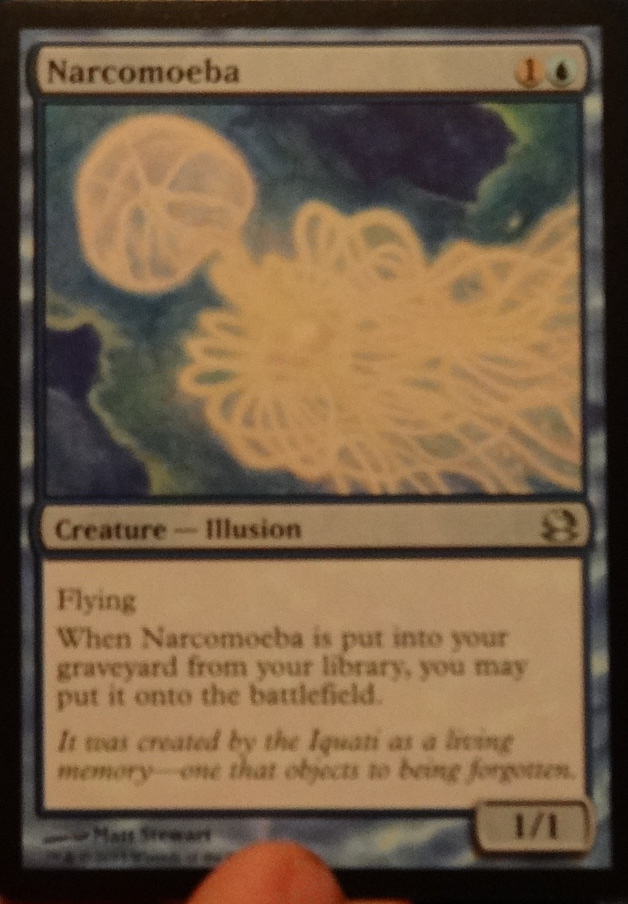 Narcomoeba 1
Creature — Illusion
Flying
When Narcomoeba is put into your
graveyard from your library, you may
put it onto the battlefield.
It was created by the Iquati as a living
memory—one that objects to being forgotten.
1/1
Matt Stewart